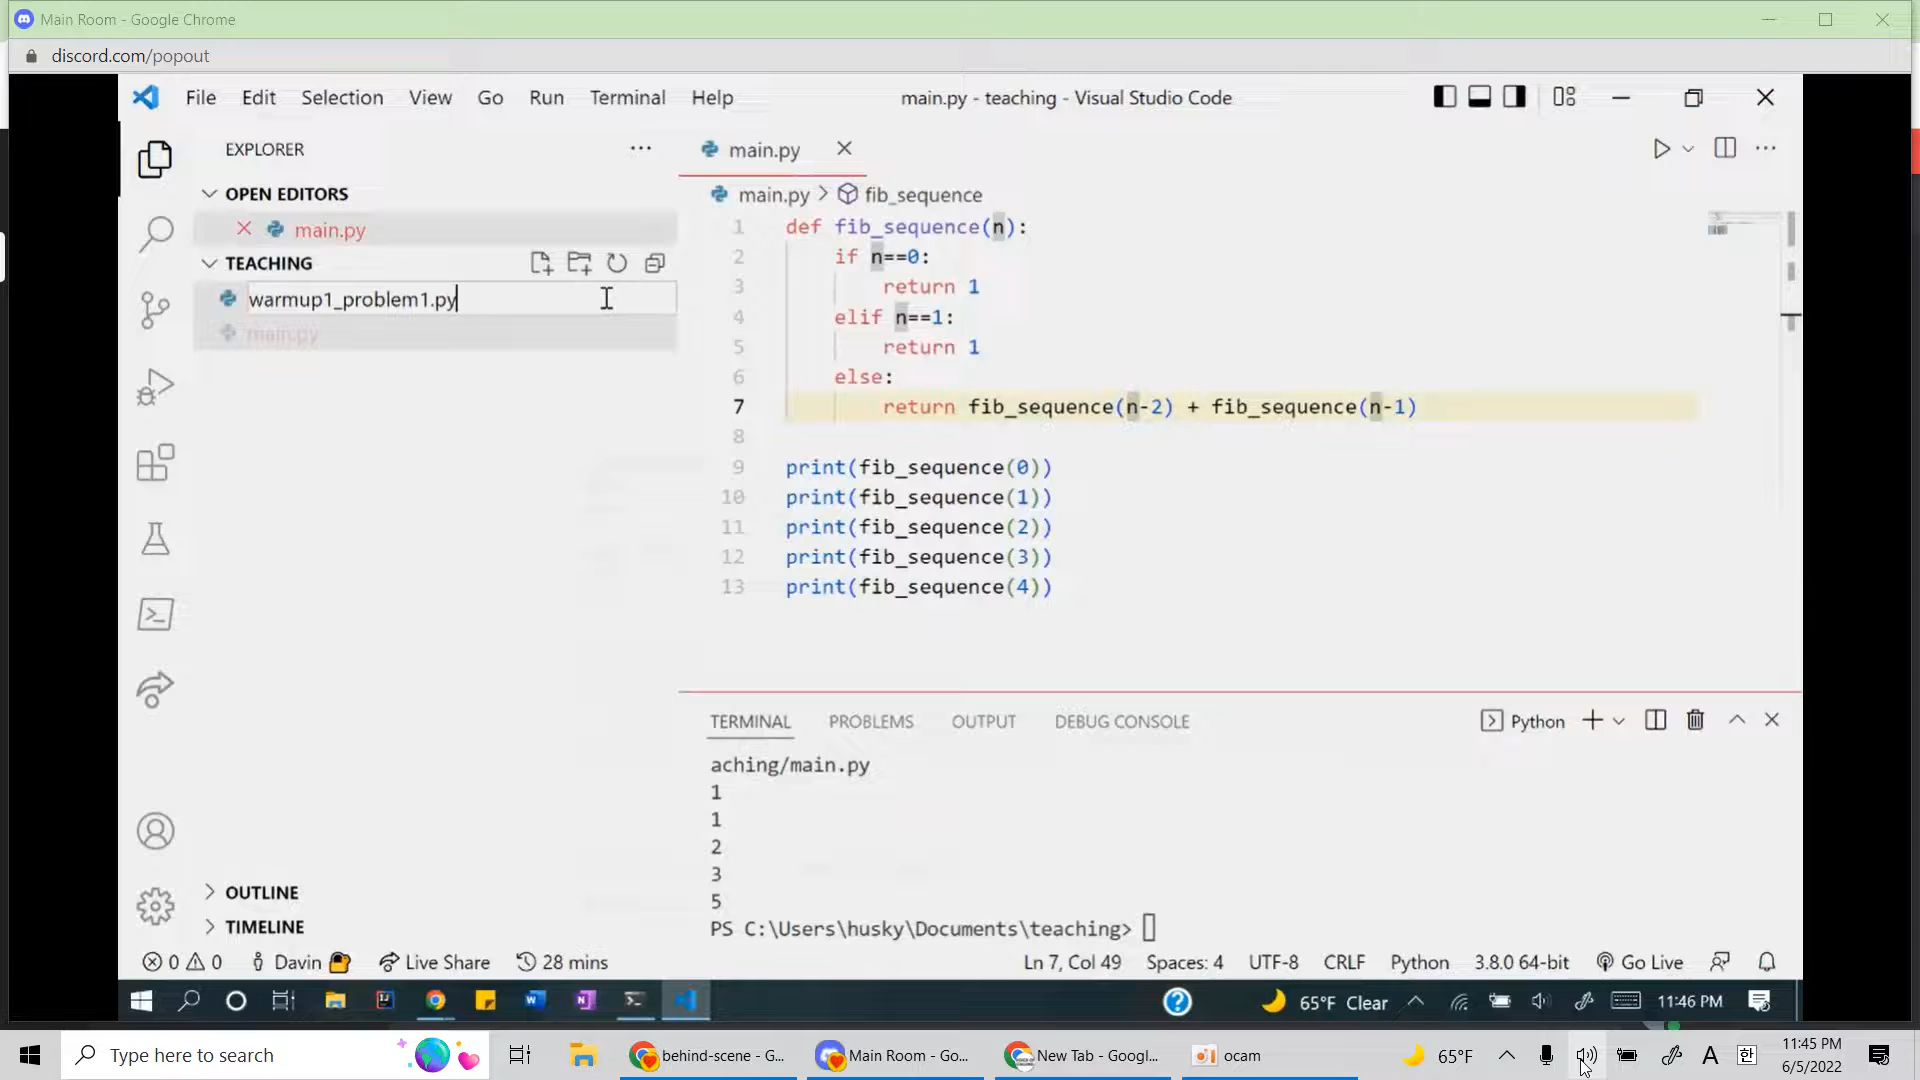 Main Room - Google Chrome
discord.com/popout
File Edit Selection View Go Run Terminal Help
main.py - teaching - Visual Studio Code
EXPLORER
main.py
OPEN EDITORS
main.py > fib_sequence
main.py
TEACHING
warmup1_problem1.py
main.py
1 def fib_sequence(n):
2 if n==0:
3 return 1
4 elif n==1:
5 return 1
6 else:
7 return fib_sequence(n-2) + fib_sequence(n-1)
8
9 print(fib_sequence(0))
10 print(fib_sequence(1))
11 print(fib_sequence(2))
12 print(fib_sequence(3))
13 print(fib_sequence(4))
TERMINAL PROBLEMS OUTPUT DEBUG CONSOLE
Python
aching/main.py
1
1
2
3
5
PS C:\Users\husky\Documents\teaching>
OUTLINE
TIMELINE
0 0 Davin Live Share 28 mins
Ln 7, Col 49 Spaces: 4 UTF-8 CRLF Python 3.8.0 64-bit Go Live
65°F Clear 11:46 PM
Type here to search
behind-scene - G...
Main Room - Go...
New Tab - Googl...
ocam
65°F
A 한
11:45 PM
6/5/2022